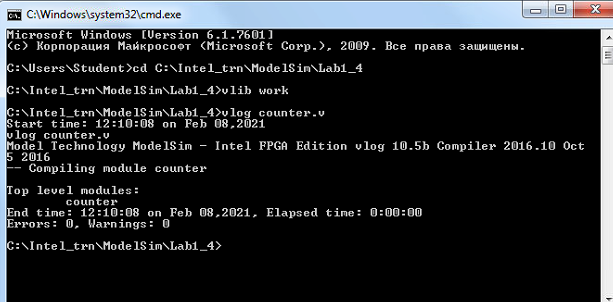 C:\Windows\system32\cmd.exe
Microsoft Windows [Version 6.1.7601]
(c) Корпорация Майкрософт (Microsoft Corp.), 2009. Все права защищены.
C:\Users\Student>cd C:\Intel_trn\ModelSim\Lab1_4
C:\Intel_trn\ModelSim\Lab1_4>vlib work
C:\Intel_trn\ModelSim\Lab1_4>vlog counter.v
Start time: 12:10:08 on Feb 08,2021
vlog counter.v
Model Technology ModelSim - Intel FPGA Edition vlog 10.5b Compiler 2016.10 Oct
5 2016
-- Compiling module counter
Top level modules:
counter
End time: 12:10:08 on Feb 08,2021, Elapsed time: 0:00:00
Errors: 0, Warnings: 0
C:\Intel_trn\ModelSim\Lab1_4>